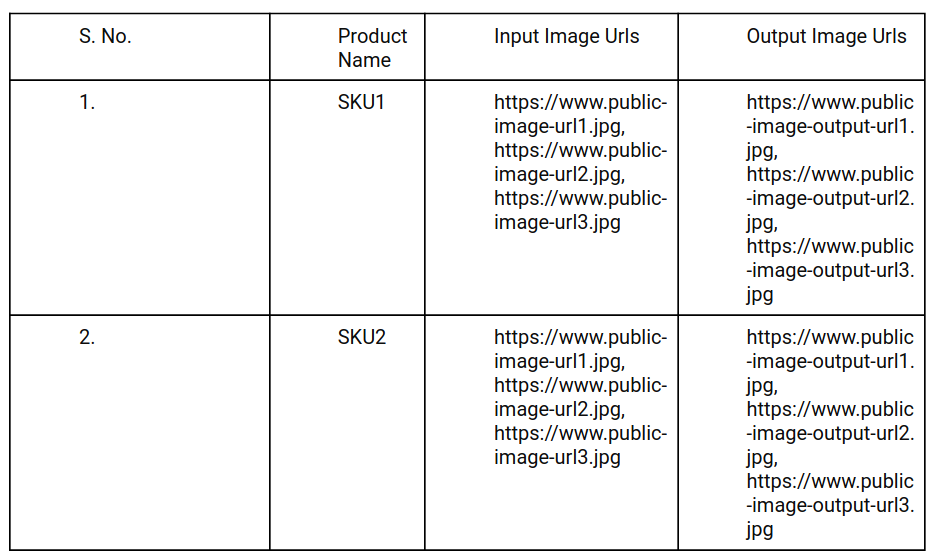 S. No.
Product
Name
Input Image Urls
Output Image Urls
1.
SKU1
https://www.public-
image-url1.jpg,
https://www.public-
image-url2.jpg,
https://www.public-
image-url3.jpg
https://www.public
-image-output-url1.
jpg,
https://www.public
-image-output-url2.
jpg,
https://www.public
-image-output-url3.
jpg
2.
SKU2
https://www.public-
image-url1.jpg,
https://www.public-
image-url2.jpg,
https://www.public-
image-url3.jpg
https://www.public
-image-output-url1.
jpg,
https://www.public
-image-output-url2.
jpg,
https://www.public
-image-output-url3.
jpg